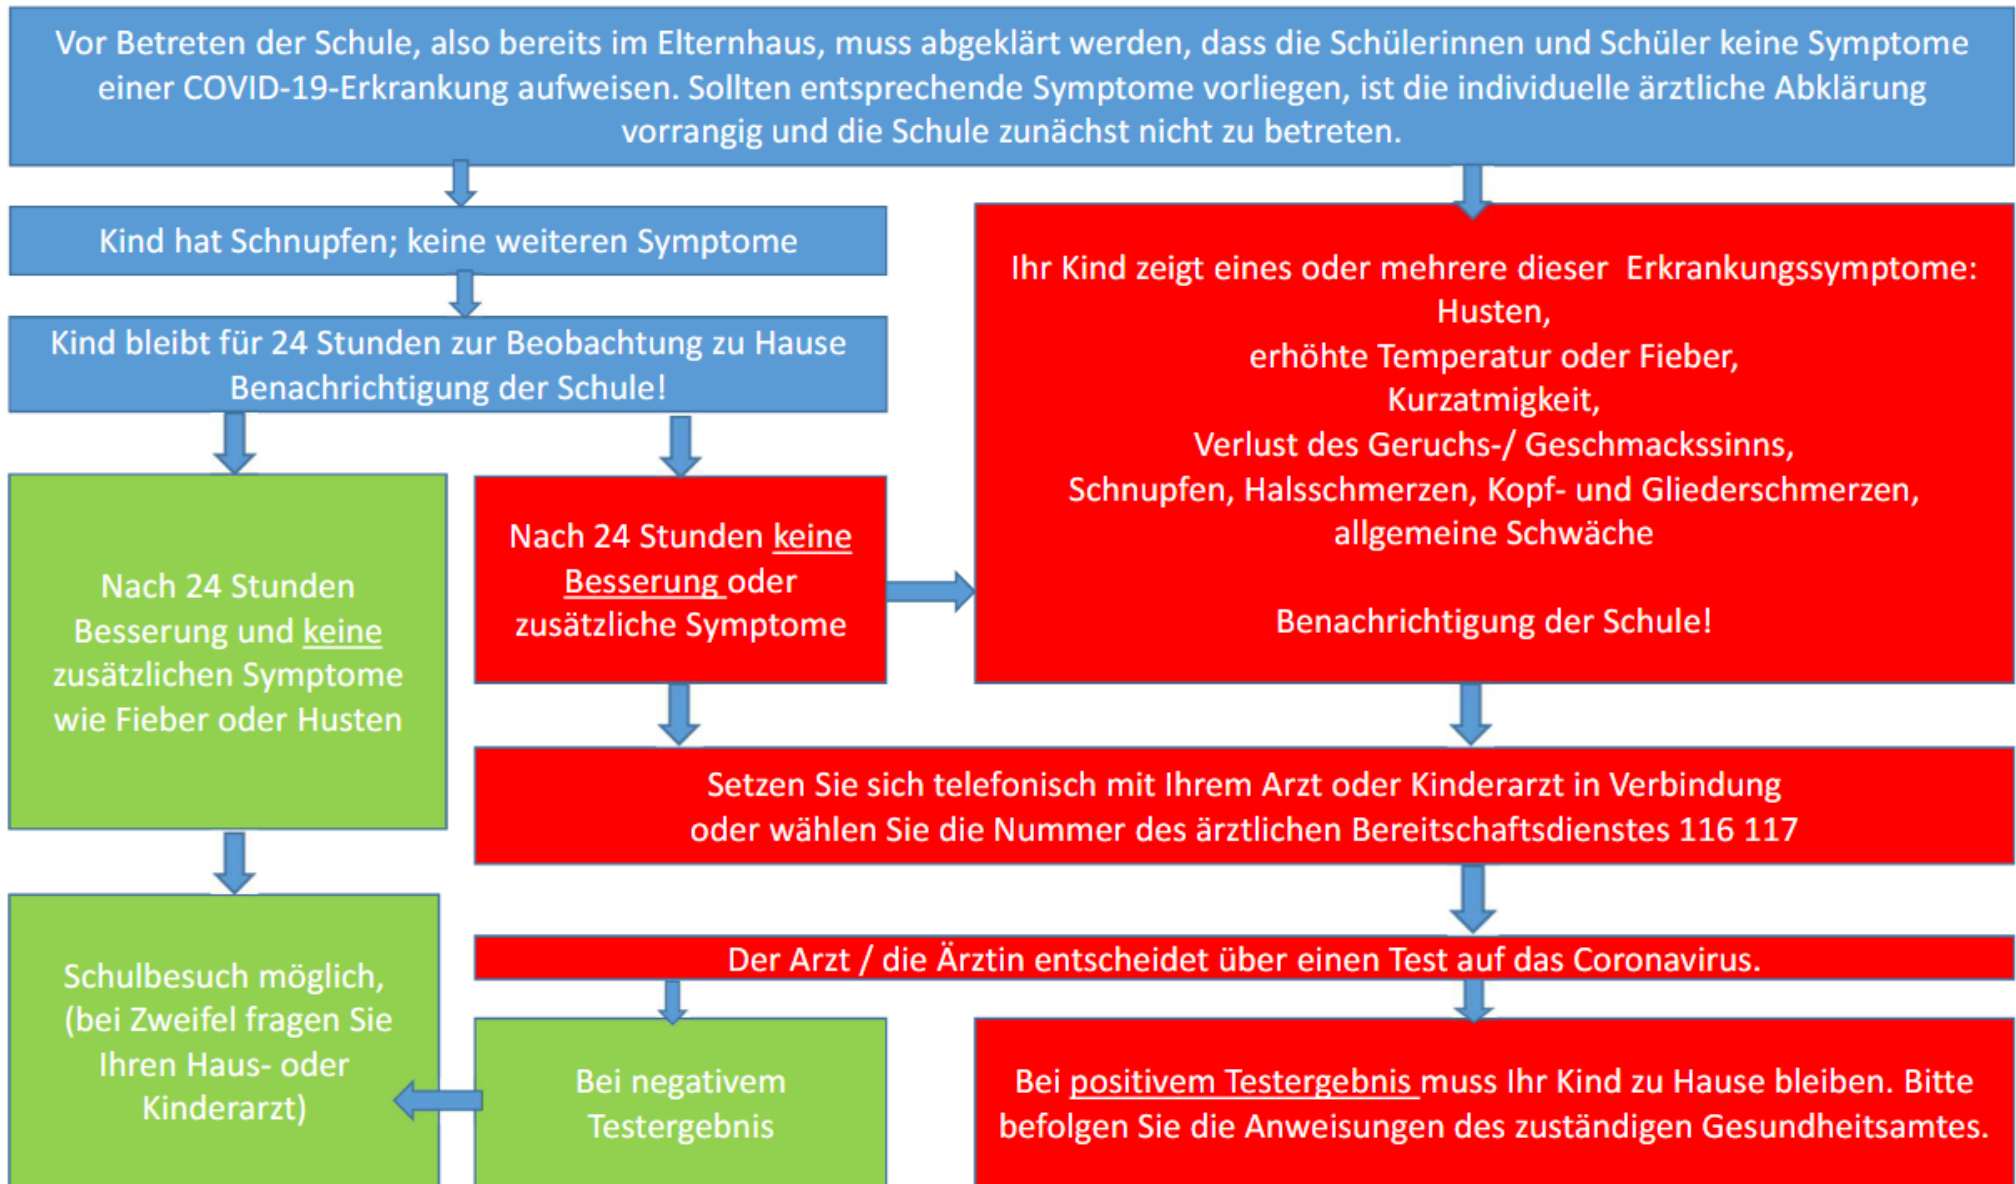 Vor Betreten der Schule, also bereits im Elternhaus, muss abgeklärt werden, dass die Schülerinnen und Schüler keine Symptome
einer COVID-19-Erkrankung aufweisen. Sollten entsprechende Symptome vorliegen, ist die individuelle ärztliche Abklärung
vorrangig und die Schule zunächst nicht zu betreten.
Kind hat Schnupfen; keine weiteren Symptome
Kind bleibt für 24 Stunden zur Beobachtung zu Hause
Benachrichtigung der Schule!
Ihr Kind zeigt eines oder mehrere dieser Erkrankungssymptome:
Husten,
erhöhte Temperatur oder Fieber,
Kurzatmigkeit,
Verlust des Geruchs-/ Geschmackssinns,
Schnupfen, Halsschmerzen, Kopf- und Gliederschmerzen,
allgemeine Schwäche
Benachrichtigung der Schule!
Nach 24 Stunden
Besserung und keine
zusätzlichen Symptome
wie Fieber oder Husten
Nach 24 Stunden keine
Besserung oder
zusätzliche Symptome
Setzen Sie sich telefonisch mit Ihrem Arzt oder Kinderarzt in Verbindung
oder wählen Sie die Nummer des ärztlichen Bereitschaftsdienstes 116 117
Der Arzt / die Ärztin entscheidet über einen Test auf das Coronavirus.
Schulbesuch möglich,
(bei Zweifel fragen Sie
Ihren Haus- oder
Kinderarzt)
Bei negativem
Testergebnis
Bei positivem Testergebnis muss Ihr Kind zu Hause bleiben. Bitte
befolgen Sie die Anweisungen des zuständigen Gesundheitsamtes.